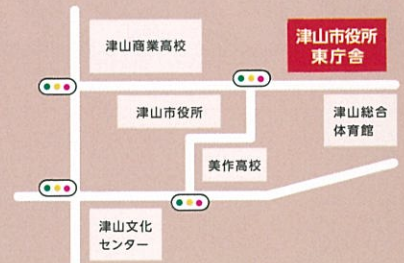 津山商業高校
津山市役所
東庁舎
津山市役所
津山総合
体育館
美作高校
津山文化
センター